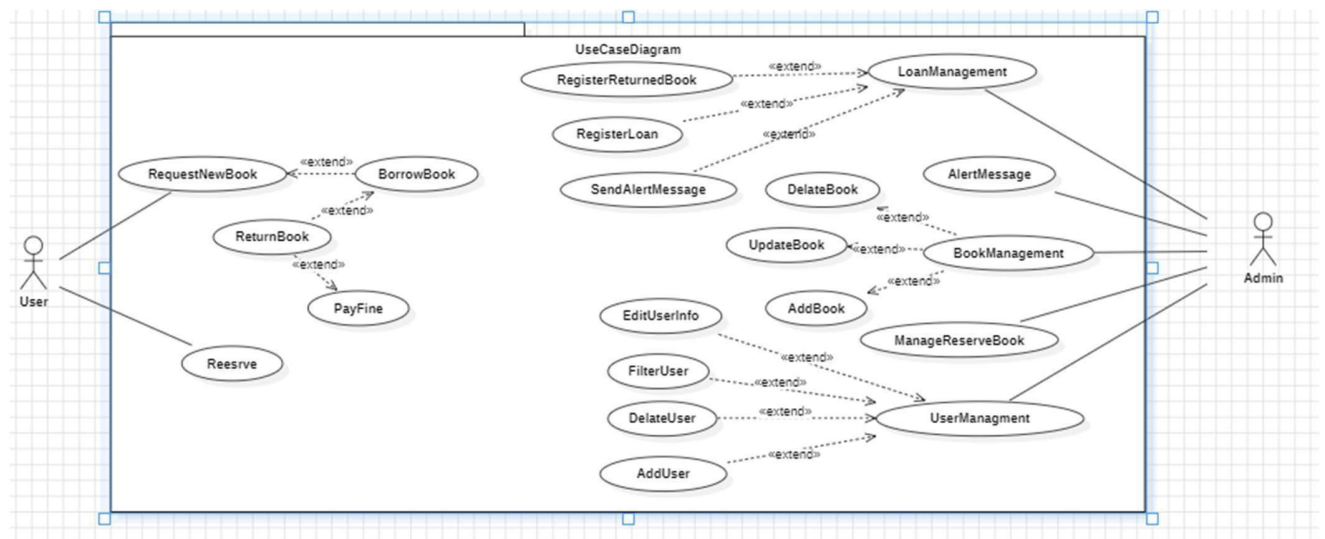 UseCaseDiagram
RegisterReturnedBook
«extend»
LoanManagement
RegisterLoan
«extend»
SendAlertMessage
«extend»
RequestNewBook
«extend»
BorrowBook
ReturnBook
«extend»
«extend»
PayFine
Reesrve
User
DelateBook
AlertMessage
«extend»
UpdateBook
«extend»
BookManagement
«extend»
AddBook
Admin
ManageReserveBook
EditUserInfo
«extend»
FilterUser
«extend»
DelateUser
«extend»
UserManagment
AddUser
«extend»